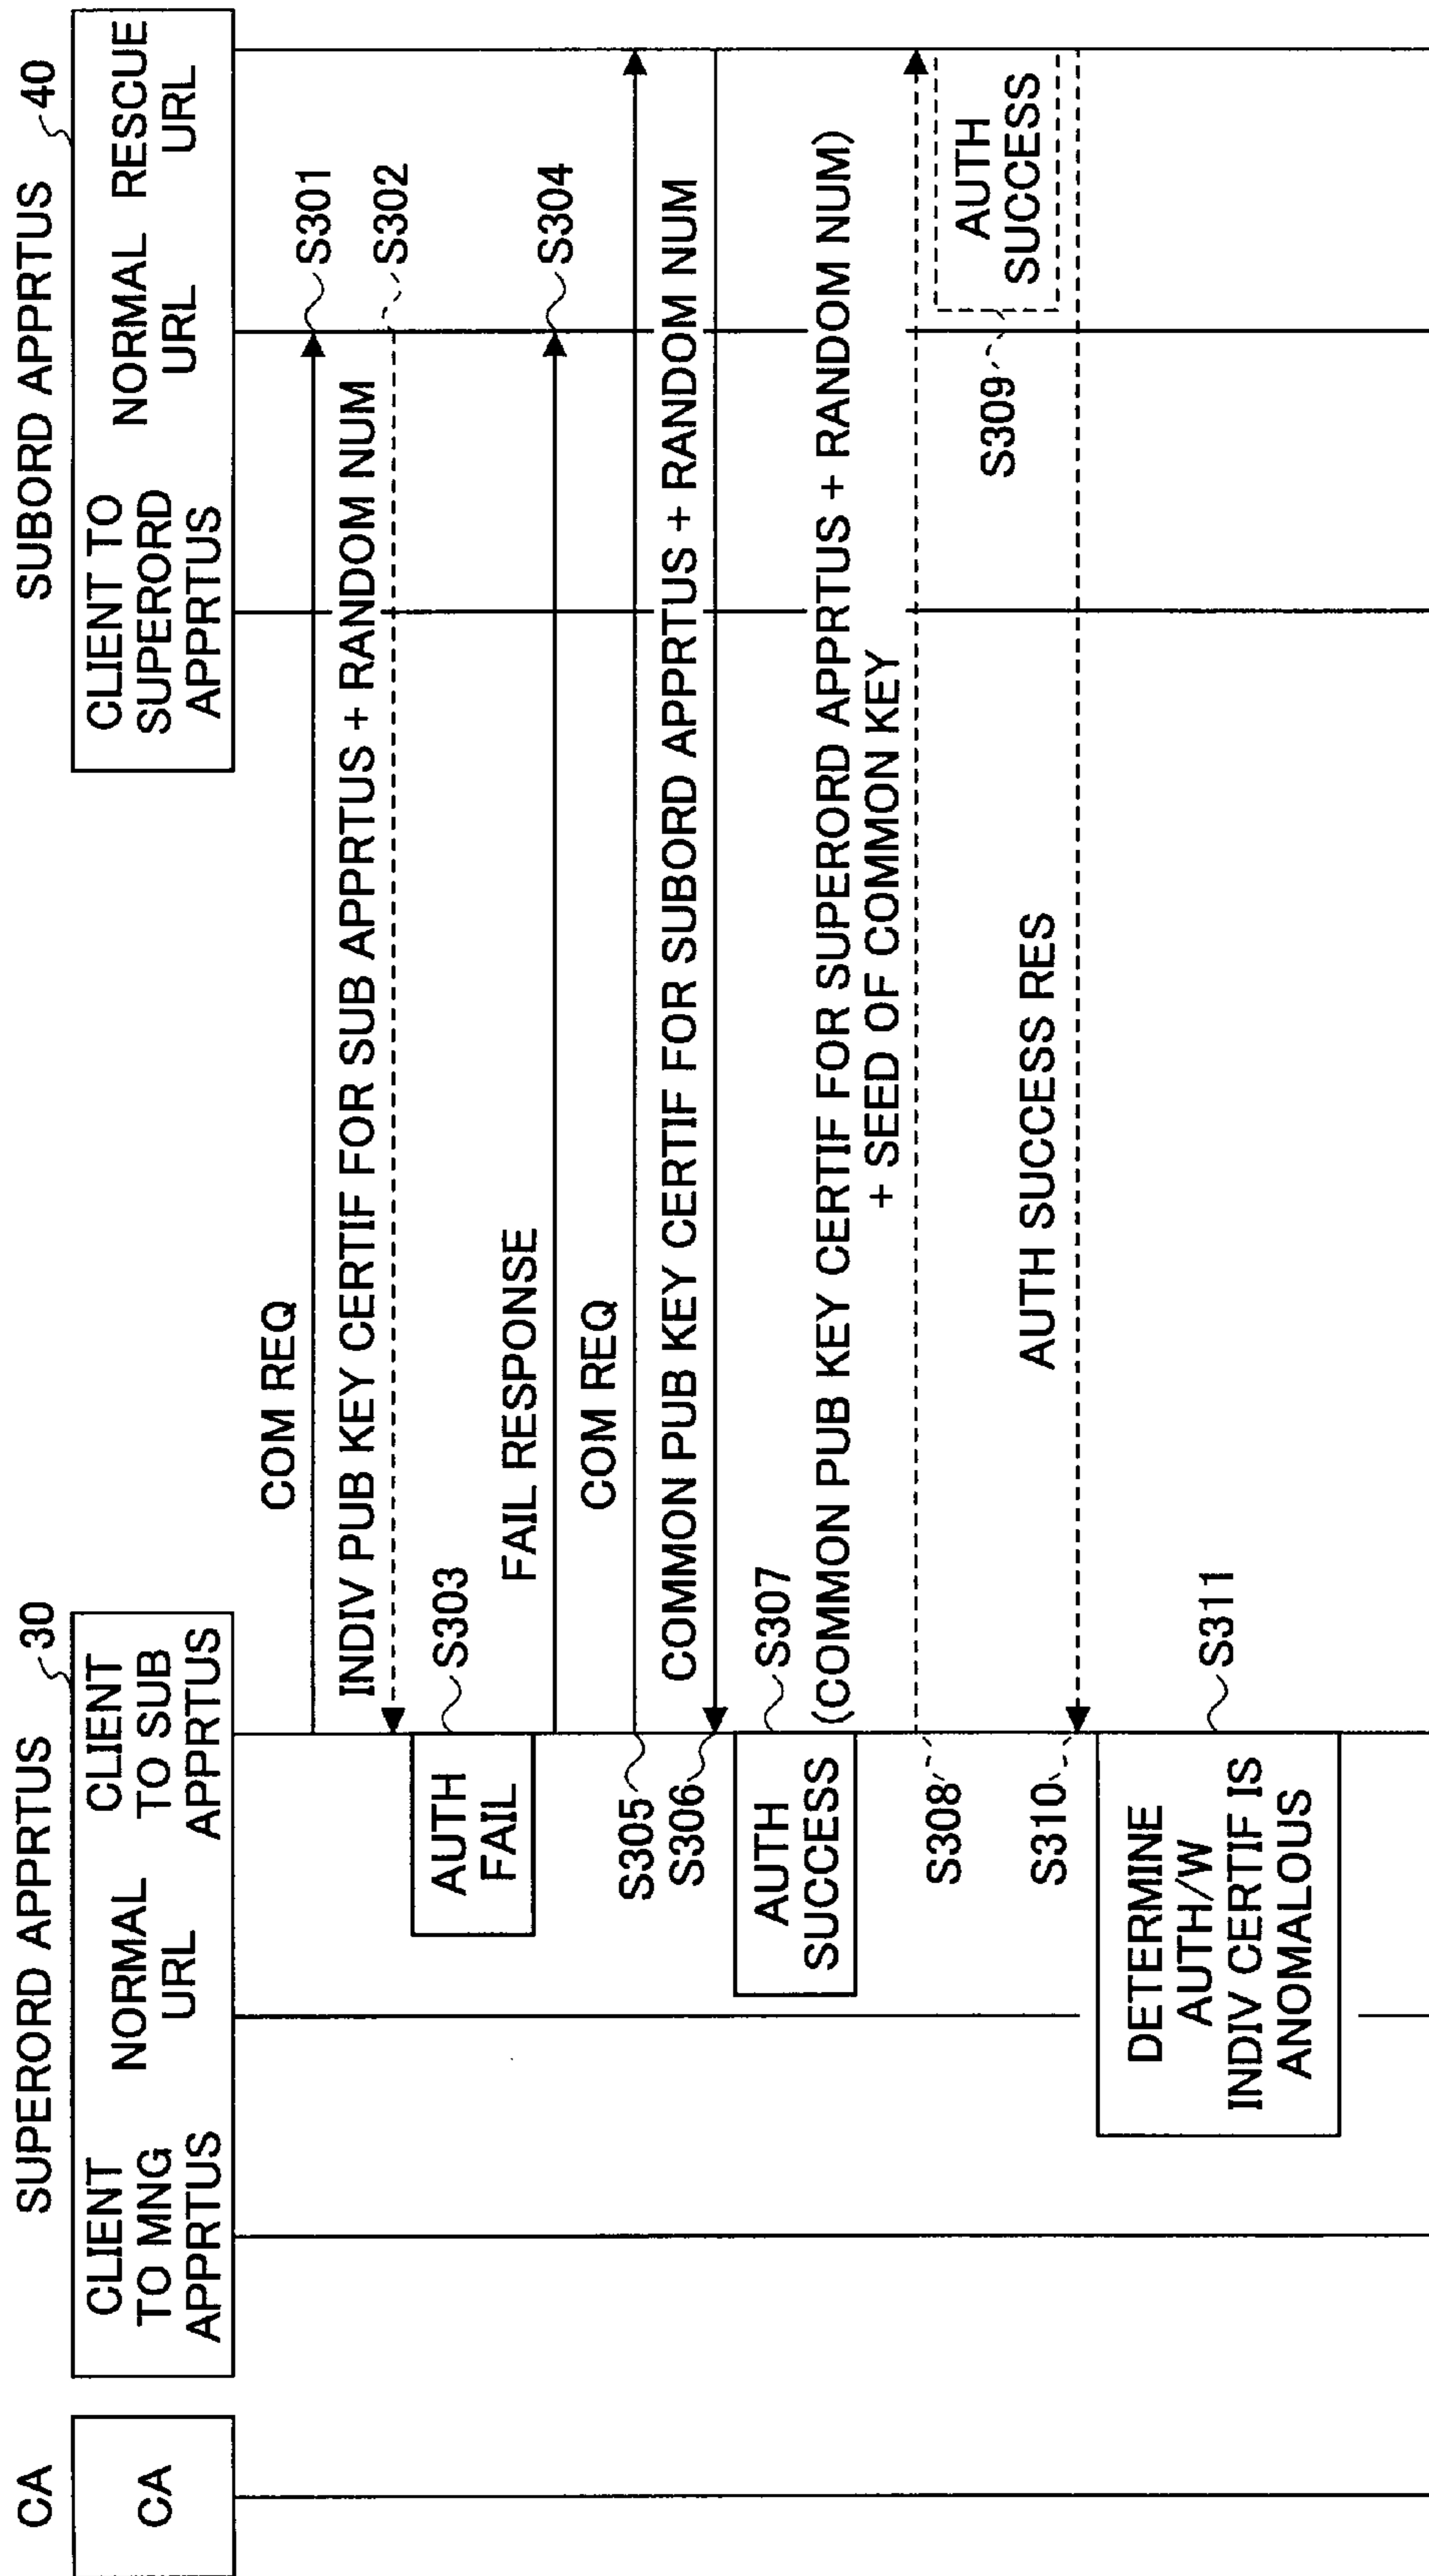 CA
SUPERORD APPRTUS
30
SUBORD APPRTUS
40
CA
CLIENT
TO MNG
APPRTUS
NORMAL
URL
CLIENT
TO SUB
APPRTUS
CLIENT TO
SUPERORD
APPRTUS
NORMAL
URL
RESCUE
URL
COM REQ
S301
INDIV PUB KEY CERTIF FOR SUB APPRTUS + RANDOM NUM
S302
AUTH
FAIL
S303
FAIL RESPONSE
S304
S305
COM REQ
S306
COMMON PUB KEY CERTIF FOR SUBORD APPRTUS + RANDOM NUM
AUTH
SUCCESS
S307
(COMMON PUB KEY CERTIF FOR SUPERORD APPRTUS + RANDOM NUM)
+ SEED OF COMMON KEY
S308
S309
AUTH
SUCCESS
S310
AUTH SUCCESS RES
DETERMINE
AUTH/W
INDIV CERTIF IS
ANOMALOUS
S311